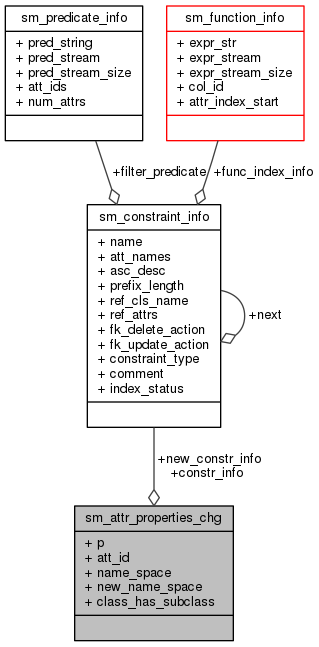 sm_predicate_info
+ pred_string
+ pred_stream
+ pred_stream_size
+ att_ids
+ num_attrs
sm_function_info
+ expr_str
+ expr_stream
+ expr_stream_size
+ col_id
+ attr_index_start
+filter_predicate
+func_index_info
sm_constraint_info
+ name
+ att_names
+ asc_desc
+ prefix_length
+ ref_cls_name
+ ref_attrs
+ fk_delete_action
+ fk_update_action
+ constraint_type
+ comment
+ index_status
+next
+new_constr_info
+constr_info
sm_attr_properties_chg
+ p
+ att_id
+ name_space
+ new_name_space
+ class_has_subclass